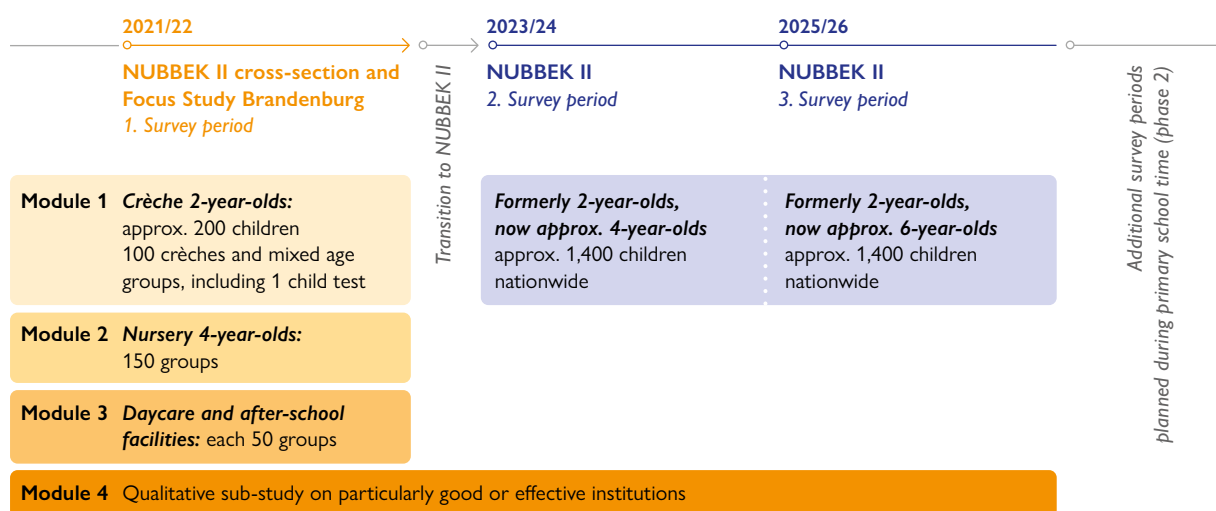 2021/22
NUBBEK II cross-section and
Focus Study Brandenburg
1. Survey period
Transition to NUBBEK II
2023/24
NUBBEK II
2. Survey period
2025/26
NUBBEK II
3. Survey period
Additional survey periods
planned during primary school time (phase 2)
Module 1 Crèche 2-year-olds:
approx. 200 children
100 crèches and mixed age
groups, including 1 child test
Formerly 2-year-olds,
now approx. 4-year-olds
approx. 1,400 children
nationwide
Formerly 2-year-olds,
now approx. 6-year-olds
approx. 1,400 children
nationwide
Module 2 Nursery 4-year-olds:
150 groups
Module 3 Daycare and after-school
facilities: each 50 groups
Module 4 Qualitative sub-study on particularly good or effective institutions